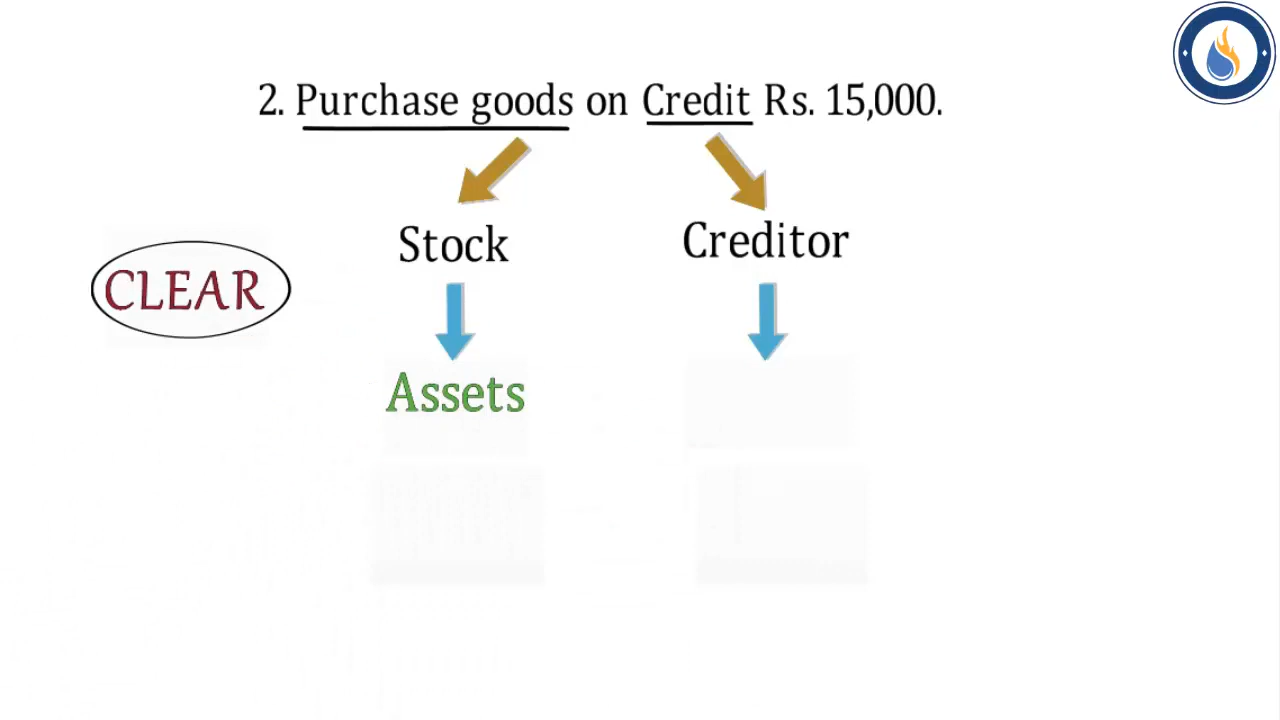 2. Purchase goods on Credit Rs. 15,000.
Stock
Creditor
CLEAR
Assets